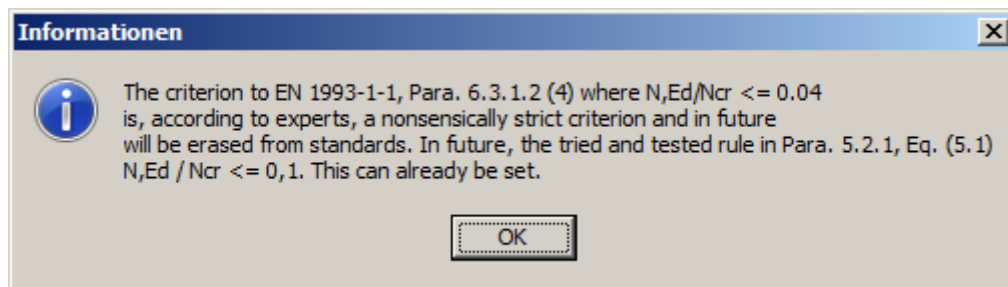 Informationen
The criterion to EN 1993-1-1, Para. 6.3.1.2 (4) where N,Ed/Ncr <= 0.04
is, according to experts, a nonsensically strict criterion and in future
will be erased from standards. In future, the tried and tested rule in Para. 5.2.1, Eq. (5.1)
N,Ed / Ncr <= 0,1. This can already be set.
OK